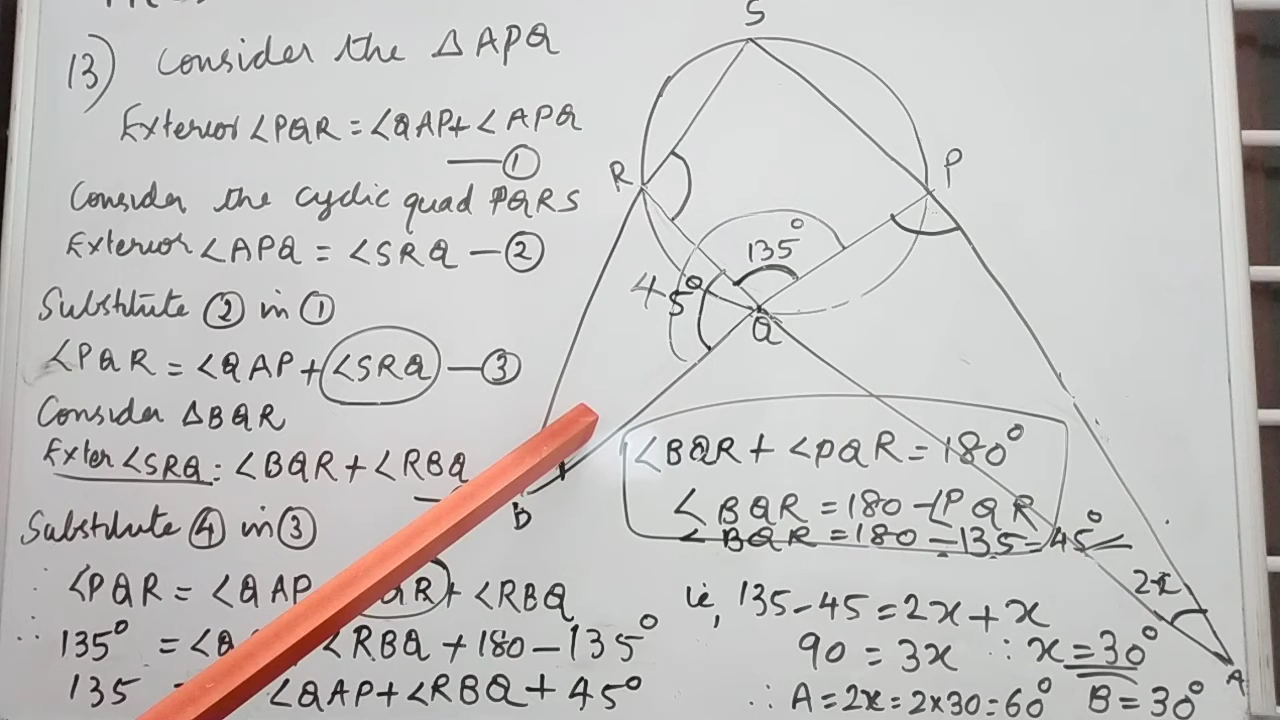 13) Consider the △APQ
Exterior ∠PQR = ∠QAP + ∠APQ
—①
Consider the cyclic quad PQRS
Exterior ∠APQ = ∠SRQ — ②
Substitute ② in ①
∠PQR = ∠QAP + ∠SRQ — ③
Consider △BQR
Exter ∠SRQ = ∠BQR + ∠RBQ
Substitute ④ in ③
∴ ∠PQR = ∠QAP + ∠RBQ
∴ 135° = ∠RBQ + 180 − 135°
135 ∠QAP + ∠RBQ + 45°
S
R
P
135°
45°
Q
B
2x
A
∠BQR + ∠PQR = 180°
∠BQR = 180 − ∠PQR
∠BQR = 180 − 135 = 45°
ie, 135 − 45 = 2x + x
90 = 3x ∴ x = 30°
∴ A = 2x = 2×30 = 60° B = 30°